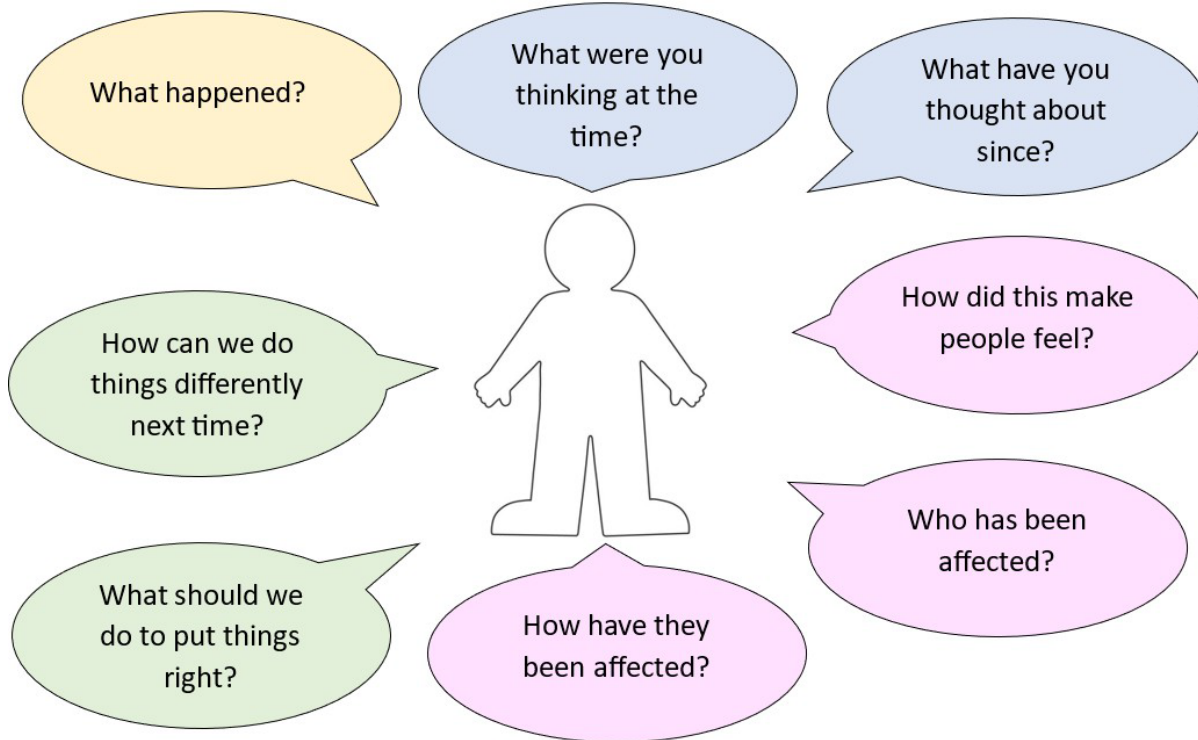 What happened?
What were you
thinking at the
time?
What have you
thought about
since?
How did this make
people feel?
Who has been
affected?
How have they
been affected?
What should we
do to put things
right?
How can we do
things differently
next time?